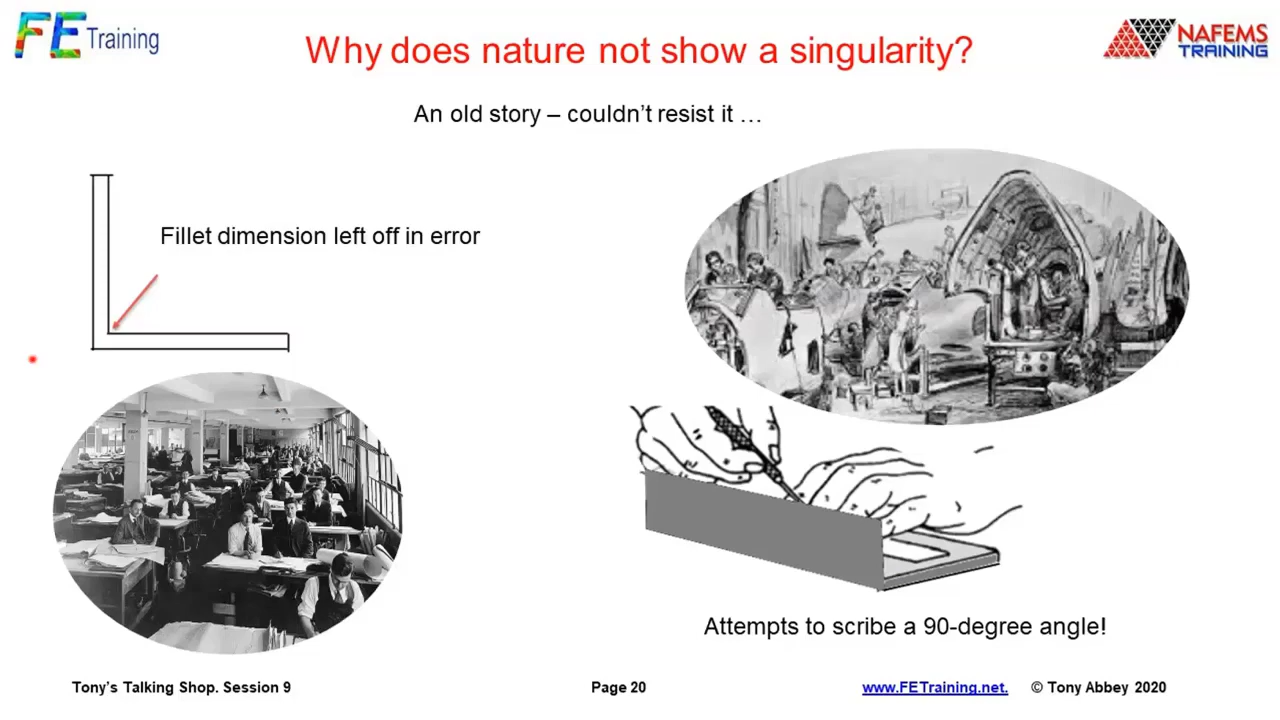 FE Training
Why does nature not show a singularity?
NAFEMS
TRAINING
An old story – couldn't resist it …
Fillet dimension left off in error
Attempts to scribe a 90-degree angle!
Tony's Talking Shop. Session 9
Page 20
www.FETraining.net.
© Tony Abbey 2020